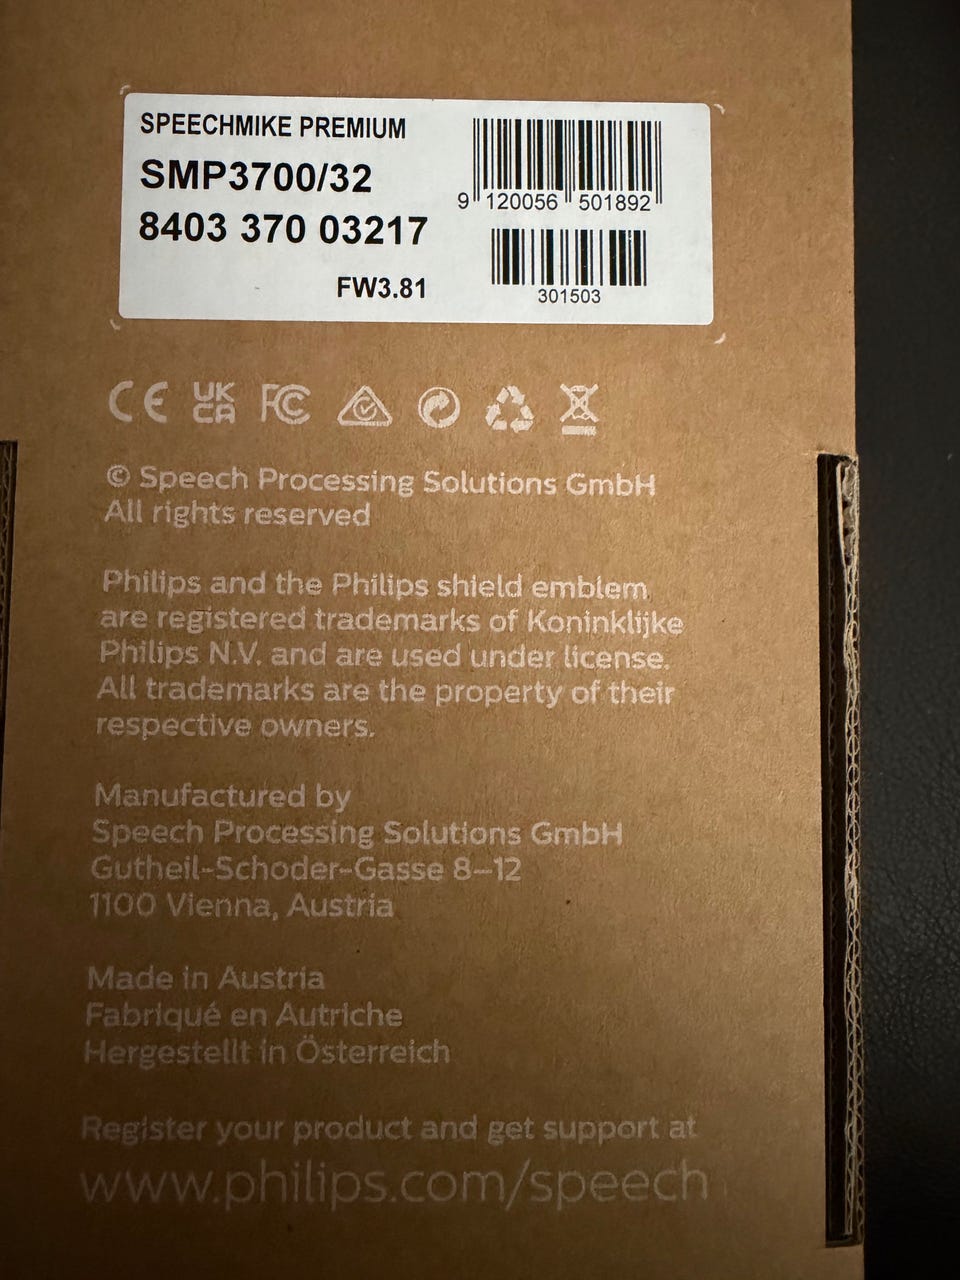 SPEECHMIKE PREMIUM
SMP3700/32
8403 370 03217
FW3.81
9 120056 501892
301503
CE UK CA FC
© Speech Processing Solutions GmbH
All rights reserved
Philips and the Philips shield emblem
are registered trademarks of Koninklijke
Philips N.V. and are used under license.
All trademarks are the property of their
respective owners.
Manufactured by
Speech Processing Solutions GmbH
Gutheil-Schoder-Gasse 8–12
1100 Vienna, Austria
Made in Austria
Fabriqué en Autriche
Hergestellt in Österreich
Register your product and get support at
www.philips.com/speech